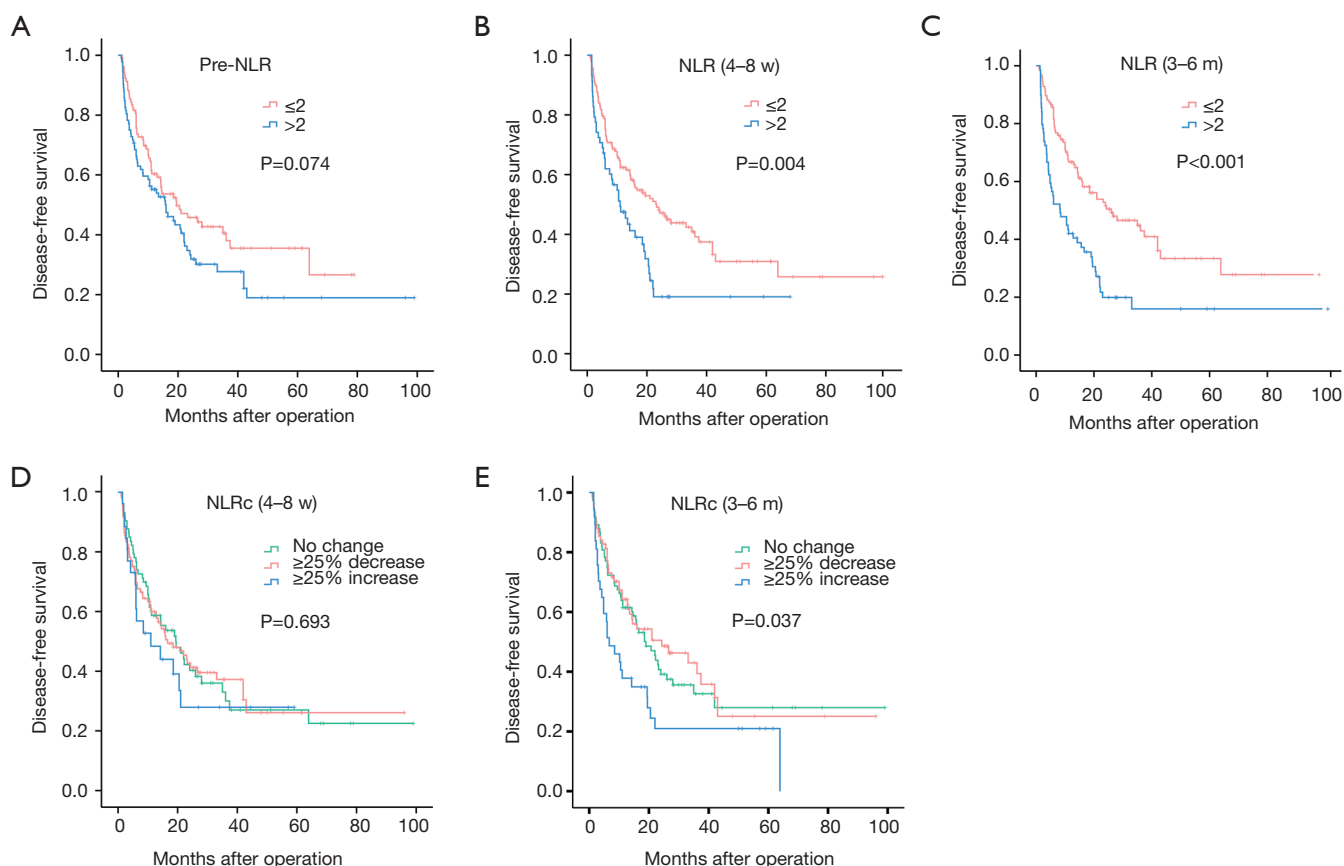 A
Pre-NLR
≤2
>2
P=0.074
Disease-free survival
1.0
0.8
0.6
0.4
0.2
0.0
0 20 40 60 80 100
Months after operation
B
NLR (4–8 w)
≤2
>2
P=0.004
Disease-free survival
1.0
0.8
0.6
0.4
0.2
0.0
0 20 40 60 80 100
Months after operation
C
NLR (3–6 m)
≤2
>2
P<0.001
Disease-free survival
1.0
0.8
0.6
0.4
0.2
0.0
0 20 40 60 80 100
Months after operation
D
NLRc (4–8 w)
No change
≥25% decrease
≥25% increase
P=0.693
Disease-free survival
1.0
0.8
0.6
0.4
0.2
0.0
0 20 40 60 80 100
Months after operation
E
NLRc (3–6 m)
No change
≥25% decrease
≥25% increase
P=0.037
Disease-free survival
1.0
0.8
0.6
0.4
0.2
0.0
0 20 40 60 80 100
Months after operation